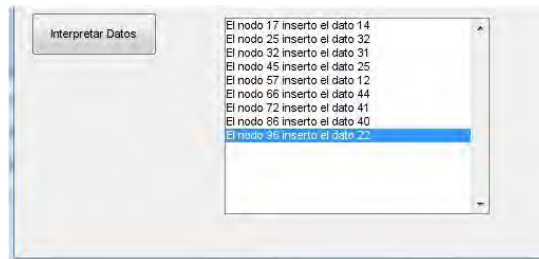 Interpretar Datos
El nodo 17 inserto el dato 14
El nodo 25 inserto el dato 32
El nodo 32 inserto el dato 31
El nodo 45 inserto el dato 25
El nodo 57 inserto el dato 12
El nodo 66 inserto el dato 44
El nodo 72 inserto el dato 41
El nodo 86 inserto el dato 40
El nodo 96 inserto el dato 22